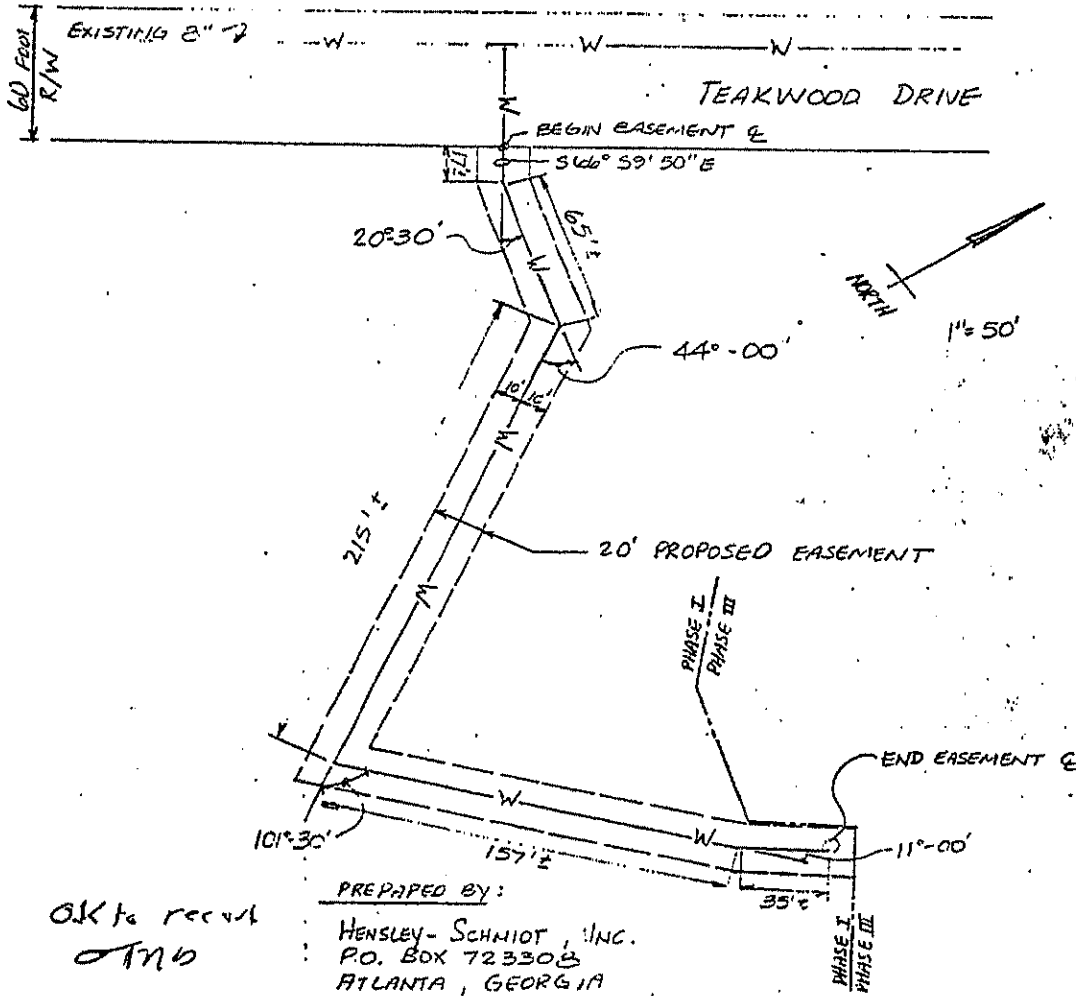 60 FOOT
R/W
EXISTING 8"
W
W
W
TEAKWOOD DRIVE
W
BEGIN EASEMENT ℄
17'±
S66° 59' 50" E
20°30'
65'±
W
NORTH
1"=50'
44°-00'
10' 10'
W
215'±
20' PROPOSED EASEMENT
W
PHASE I
PHASE III
END EASEMENT ℄
W
W
11°-00'
101°-30'
157'±
35'±
PHASE I
PHASE III
OK to record
PREPARED BY:
HENSLEY-SCHMIDT, INC.
P.O. BOX 723308
ATLANTA, GEORGIA